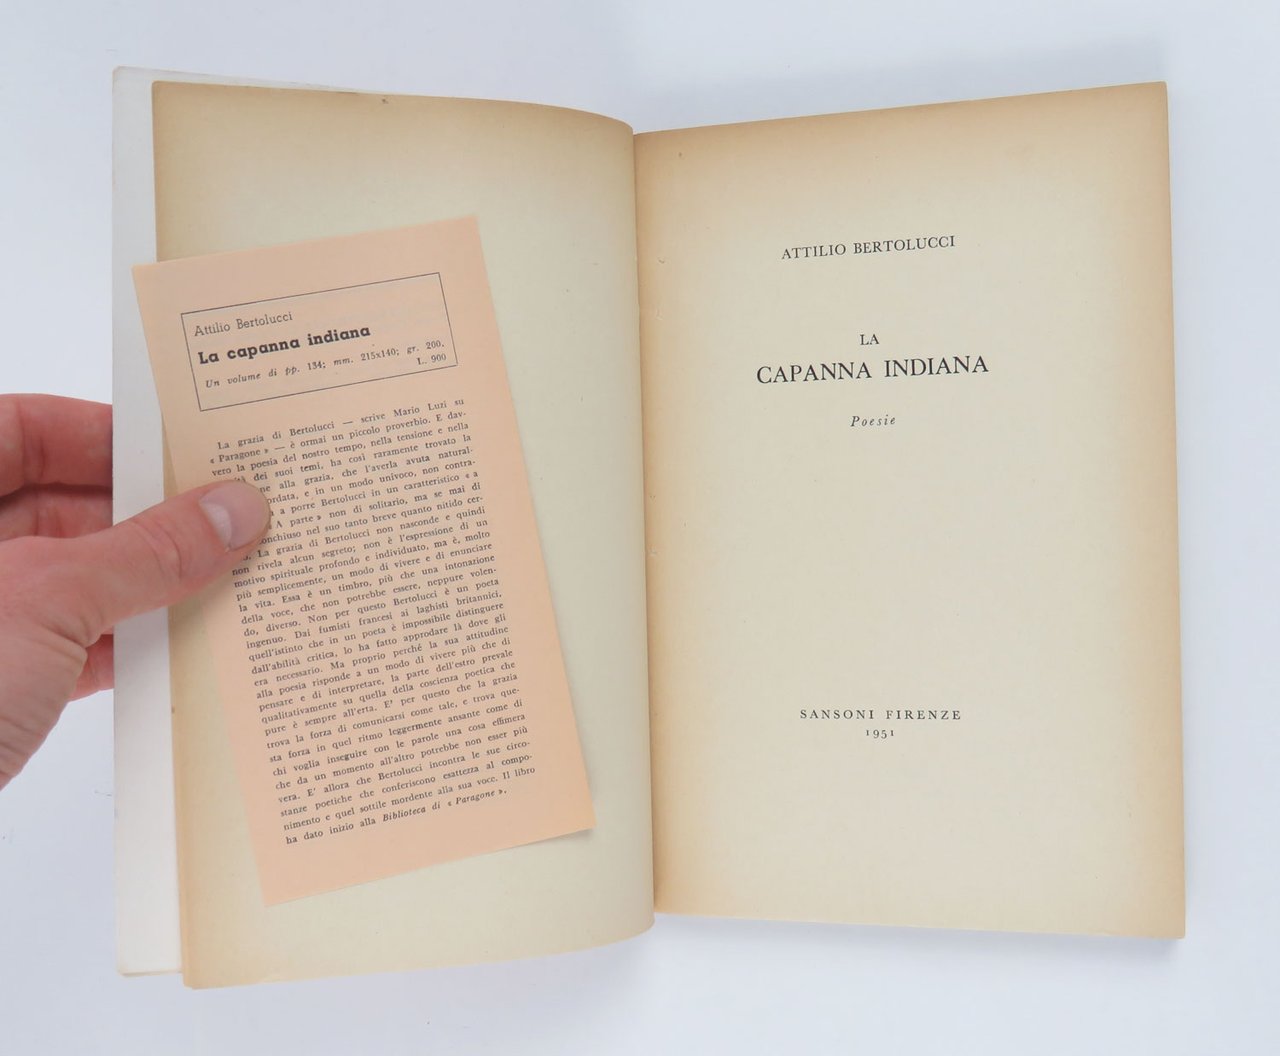 Attilio Bertolucci
La capanna indiana
Un volume di pp. 134; mm. 215x140; gr. 200.
L. 900
La grazia di Bertolucci — scrive Mario Luzi su
« Paragone » — è ormai un piccolo proverbio. E dav-
vero la poesia del nostro tempo, nella tensione e nella
dei suoi temi, ha così raramente trovato la
alla grazia, che l'averla avuta natural-
e in un modo univoco, non contra-
a porre Bertolucci in un caratteristico « a
« A parte » non di solitario, ma se mai di
conchiuso nel suo tanto breve quanto nitido cer-
La grazia di Bertolucci non nasconde e quindi
non rivela alcun segreto; non è l'espressione di un
motivo spirituale profondo e individuato, ma è, molto
più semplicemente, un modo di vivere e di enunciare
la vita. Essa è un timbro, più che una intonazione
della voce, che non potrebbe essere, neppure volen-
do, diverso. Non per questo Bertolucci è un poeta
ingenuo. Dai fumisti francesi ai laghisti britannici,
quell'istinto che in un poeta è impossibile distinguere
dall'abilità critica, lo ha fatto approdare là dove gli
era necessario. Ma proprio perché la sua attitudine
alla poesia risponde a un modo di vivere più che di
pensare e di interpretare, la parte dell'estro prevale
qualitativamente su quella della coscienza poetica che
pure è sempre all'erta. E' per questo che la grazia
trova la forza di comunicarsi come tale, e trova que-
sta forza in quel ritmo leggermente ansante come di
chi voglia inseguire con le parole una cosa effimera
che da un momento all'altro potrebbe non esser più
vera. E' allora che Bertolucci incontra le sue circo-
stanze poetiche che conferiscono esattezza al compo-
nimento e quel sottile mordente alla sua voce. Il libro
ha dato inizio alla Biblioteca di « Paragone ».
ATTILIO BERTOLUCCI
LA
CAPANNA INDIANA
Poesie
SANSONI FIRENZE
1951